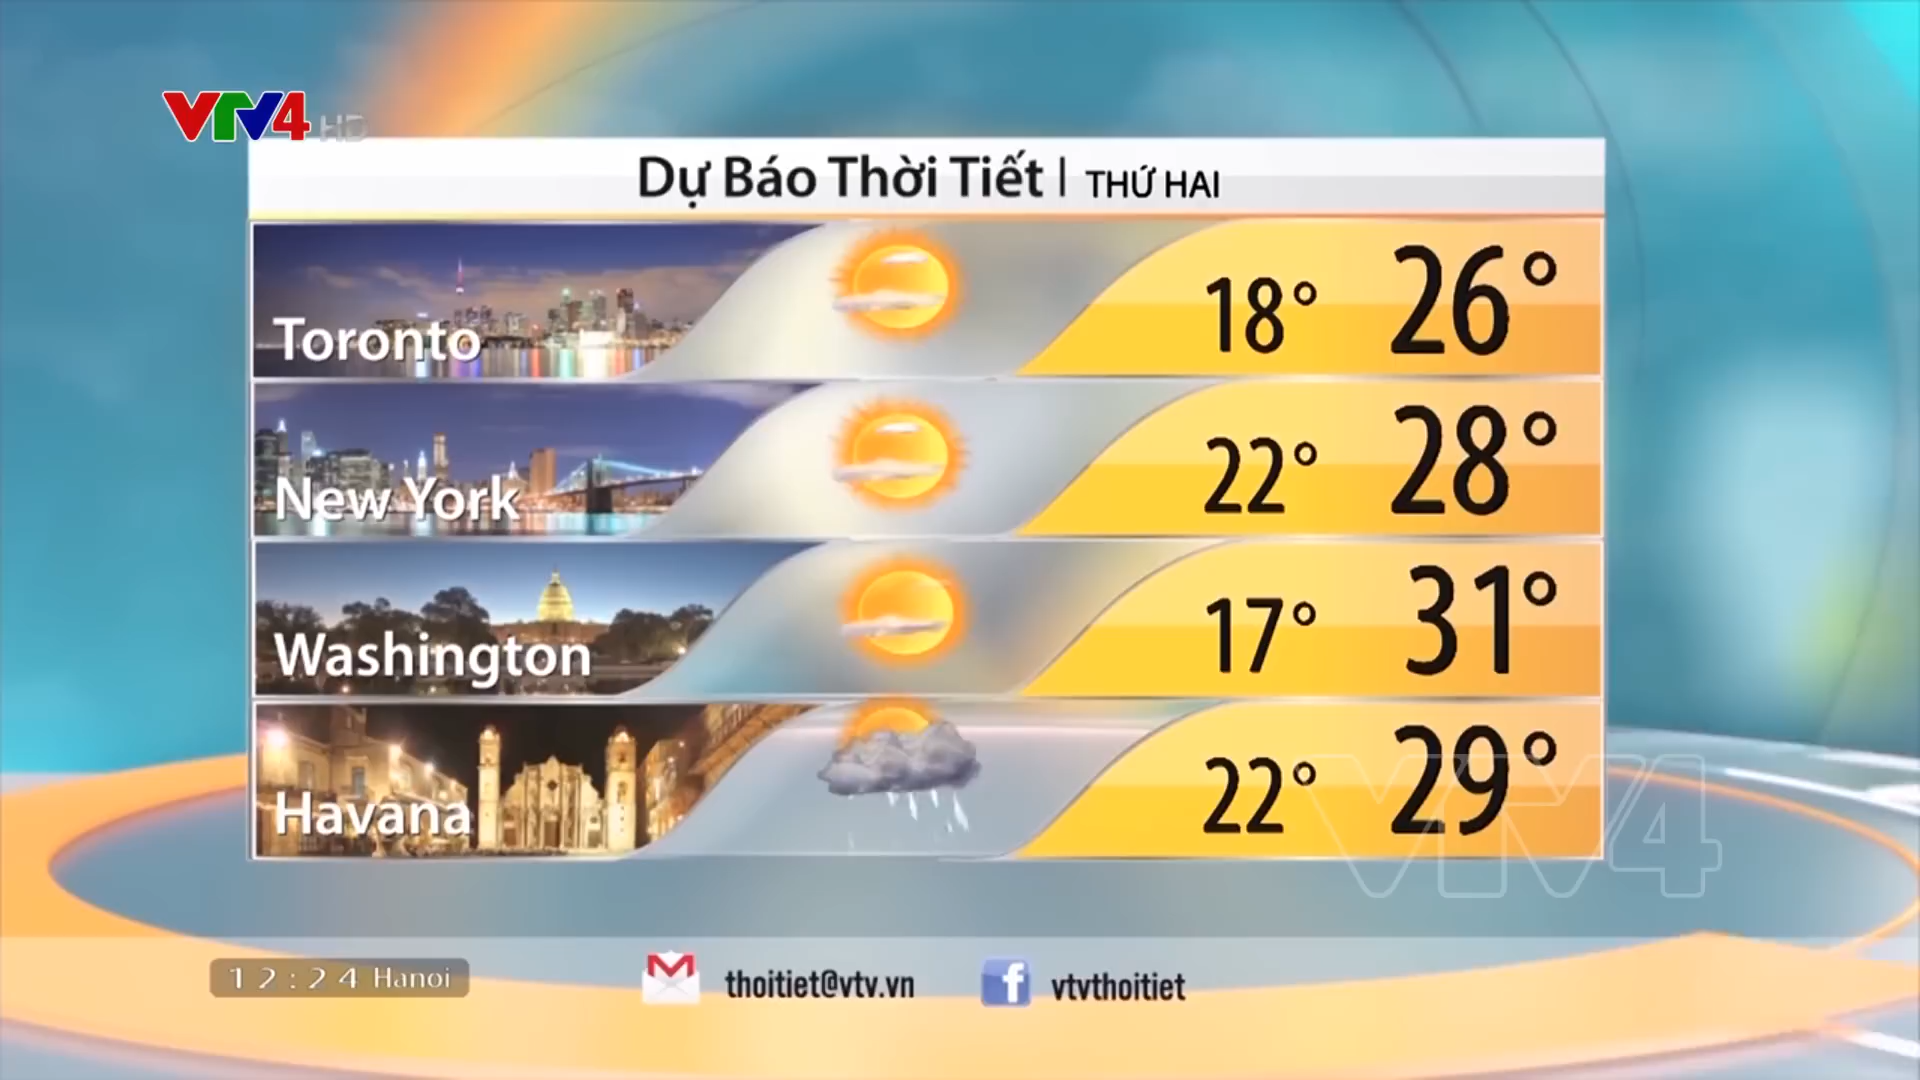 VTV4 HD
Dự Báo Thời Tiết | THỨ HAI
Toronto 18° 26°
New York 22° 28°
Washington 17° 31°
Havana 22° 29°
VTV4
12:24 Hanoi thoitiet@vtv.vn vtvthoitiet